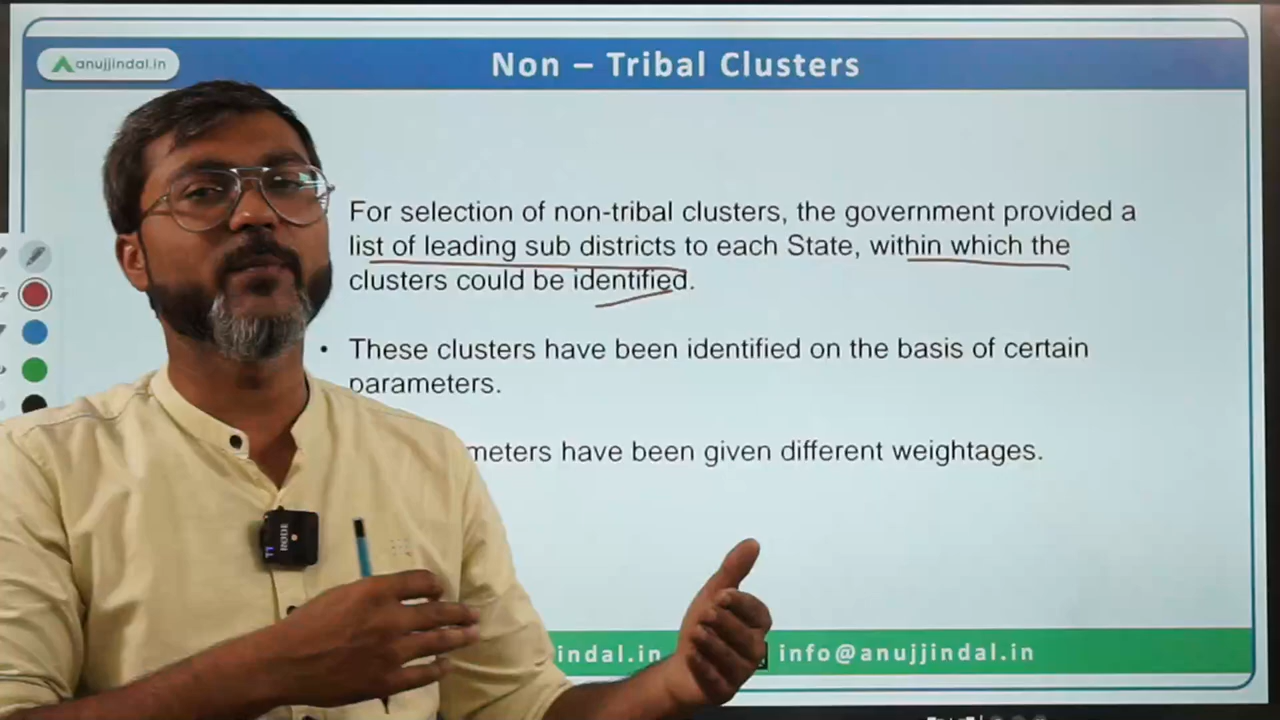 anujjindal.in
Non – Tribal Clusters
For selection of non-tribal clusters, the government provided a
list of leading sub districts to each State, within which the
clusters could be identified.
• These clusters have been identified on the basis of certain
parameters.
meters have been given different weightages.
RODE
indal.in
info@anujjindal.in